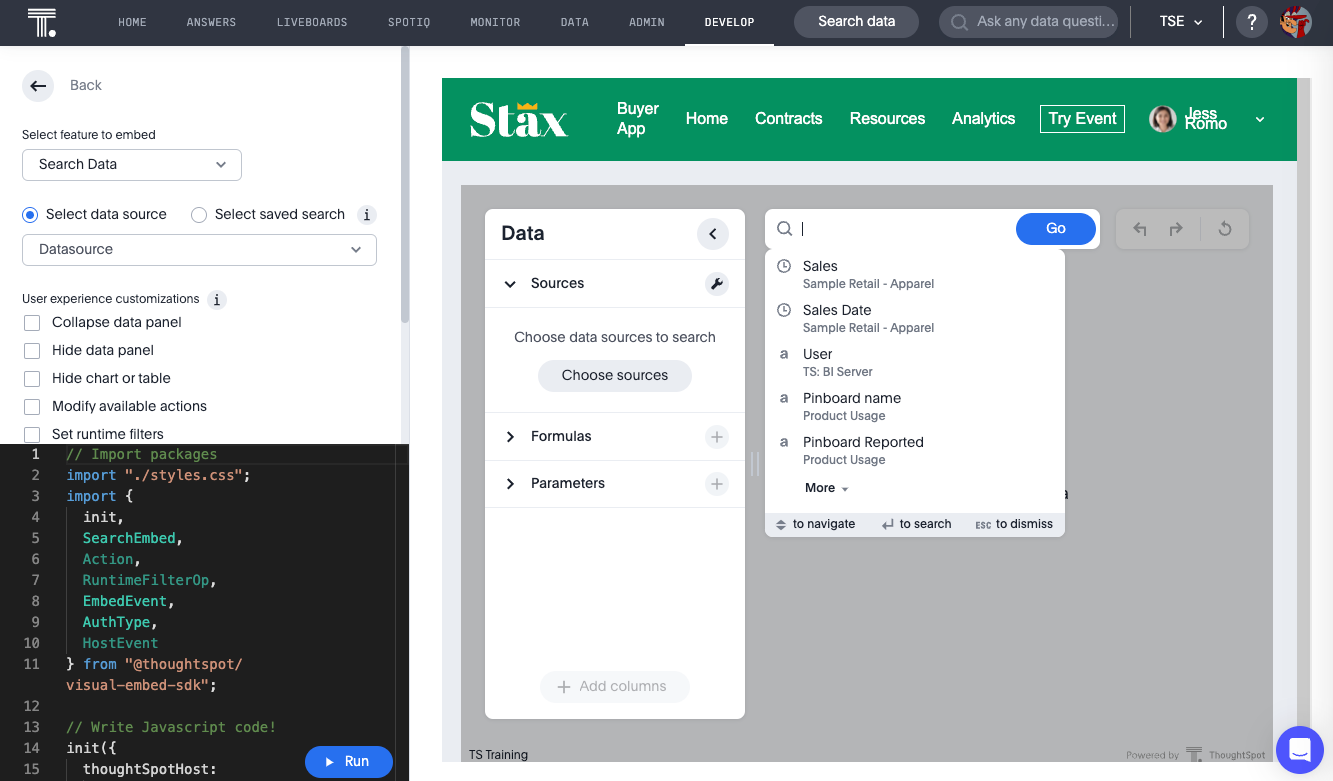 T.
HOME
ANSWERS
LIVEBOARDS
SPOTIQ
MONITOR
DATA
ADMIN
DEVELOP
Search data
Ask any data questi...
TSE
?
Back
Select feature to embed
Search Data
Select data source
Select saved search
i
Datasource
User experience customizations
i
Collapse data panel
Hide data panel
Hide chart or table
Modify available actions
Set runtime filters
1 // Import packages
2 import "./styles.css";
3 import {
4 init,
5 SearchEmbed,
6 Action,
7 RuntimeFilterOp,
8 EmbedEvent,
9 AuthType,
10 HostEvent
11 } from "@thoughtspot/
visual-embed-sdk";
12
13 // Write Javascript code!
14 init({
15 thoughtSpotHost:
Run
Stax
Buyer
App
Home
Contracts
Resources
Analytics
Try Event
Jess
Romo
Data
Sources
Choose data sources to search
Choose sources
Formulas
Parameters
Add columns
Go
Sales
Sample Retail - Apparel
Sales Date
Sample Retail - Apparel
a User
TS: BI Server
a Pinboard name
Product Usage
a Pinboard Reported
Product Usage
More
to navigate
to search
ESC to dismiss
a
TS Training
Powered by T. ThoughtSpot